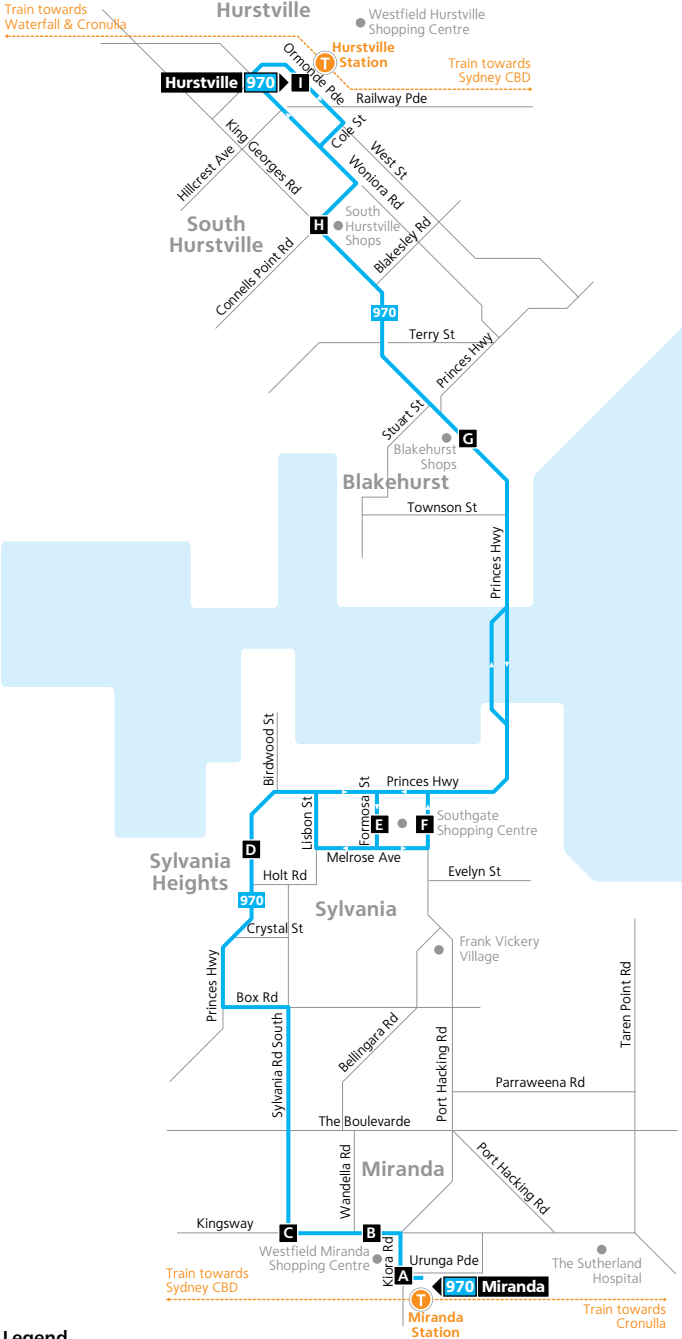 Hurstville
Train towards
Waterfall & Cronulla
Westfield Hurstville
Shopping Centre
T
Hurstville
Station
Train towards
Sydney CBD
Ormonde Pde
Hurstville 970
I
Railway Pde
Cole St
King Georges Rd
Hillcrest Ave
West St
Woniora Rd
South
Hurstville
H
South
Hurstville
Shops
Blakesley Rd
Connells Point Rd
970
Terry St
Princes Hwy
Stuart St
G
Blakehurst
Shops
Blakehurst
Townson St
Princes Hwy
Birdwood St
Princes Hwy
Lisbon St
Formosa St
E
F
Southgate
Shopping Centre
D
Melrose Ave
Sylvania
Heights
Holt Rd
Evelyn St
970
Sylvania
Crystal St
Frank Vickery
Village
Princes Hwy
Box Rd
Taren Point Rd
Sylvania Rd South
Bellingara Rd
Port Hacking Rd
Parraweena Rd
The Boulevarde
Wandella Rd
Miranda
Port Hacking Rd
Kingsway
C
B
Westfield Miranda
Shopping Centre
Kiora Rd
Urunga Pde
The Sutherland
Hospital
A
970 Miranda
Train towards
Sydney CBD
T
Miranda
Station
Train towards
Cronulla
Legend